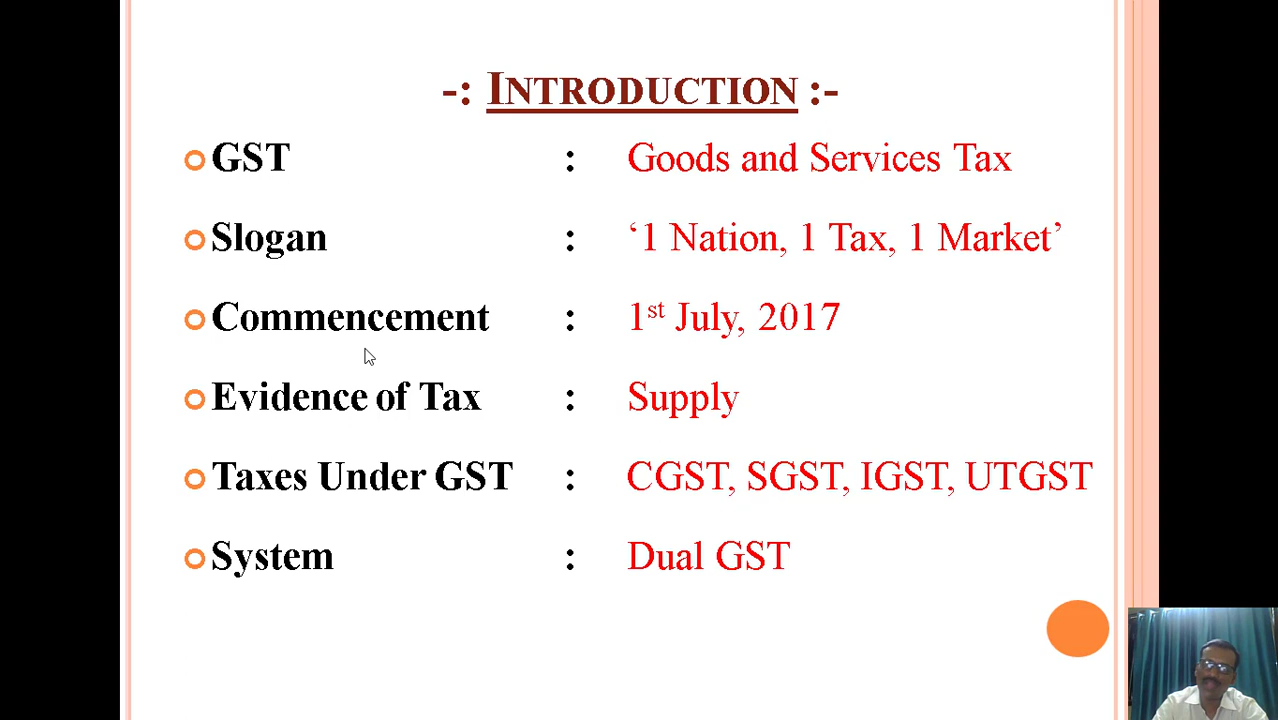 -: INTRODUCTION :-
GST : Goods and Services Tax
Slogan : ‘1 Nation, 1 Tax, 1 Market’
Commencement : 1st July, 2017
Evidence of Tax : Supply
Taxes Under GST : CGST, SGST, IGST, UTGST
System : Dual GST